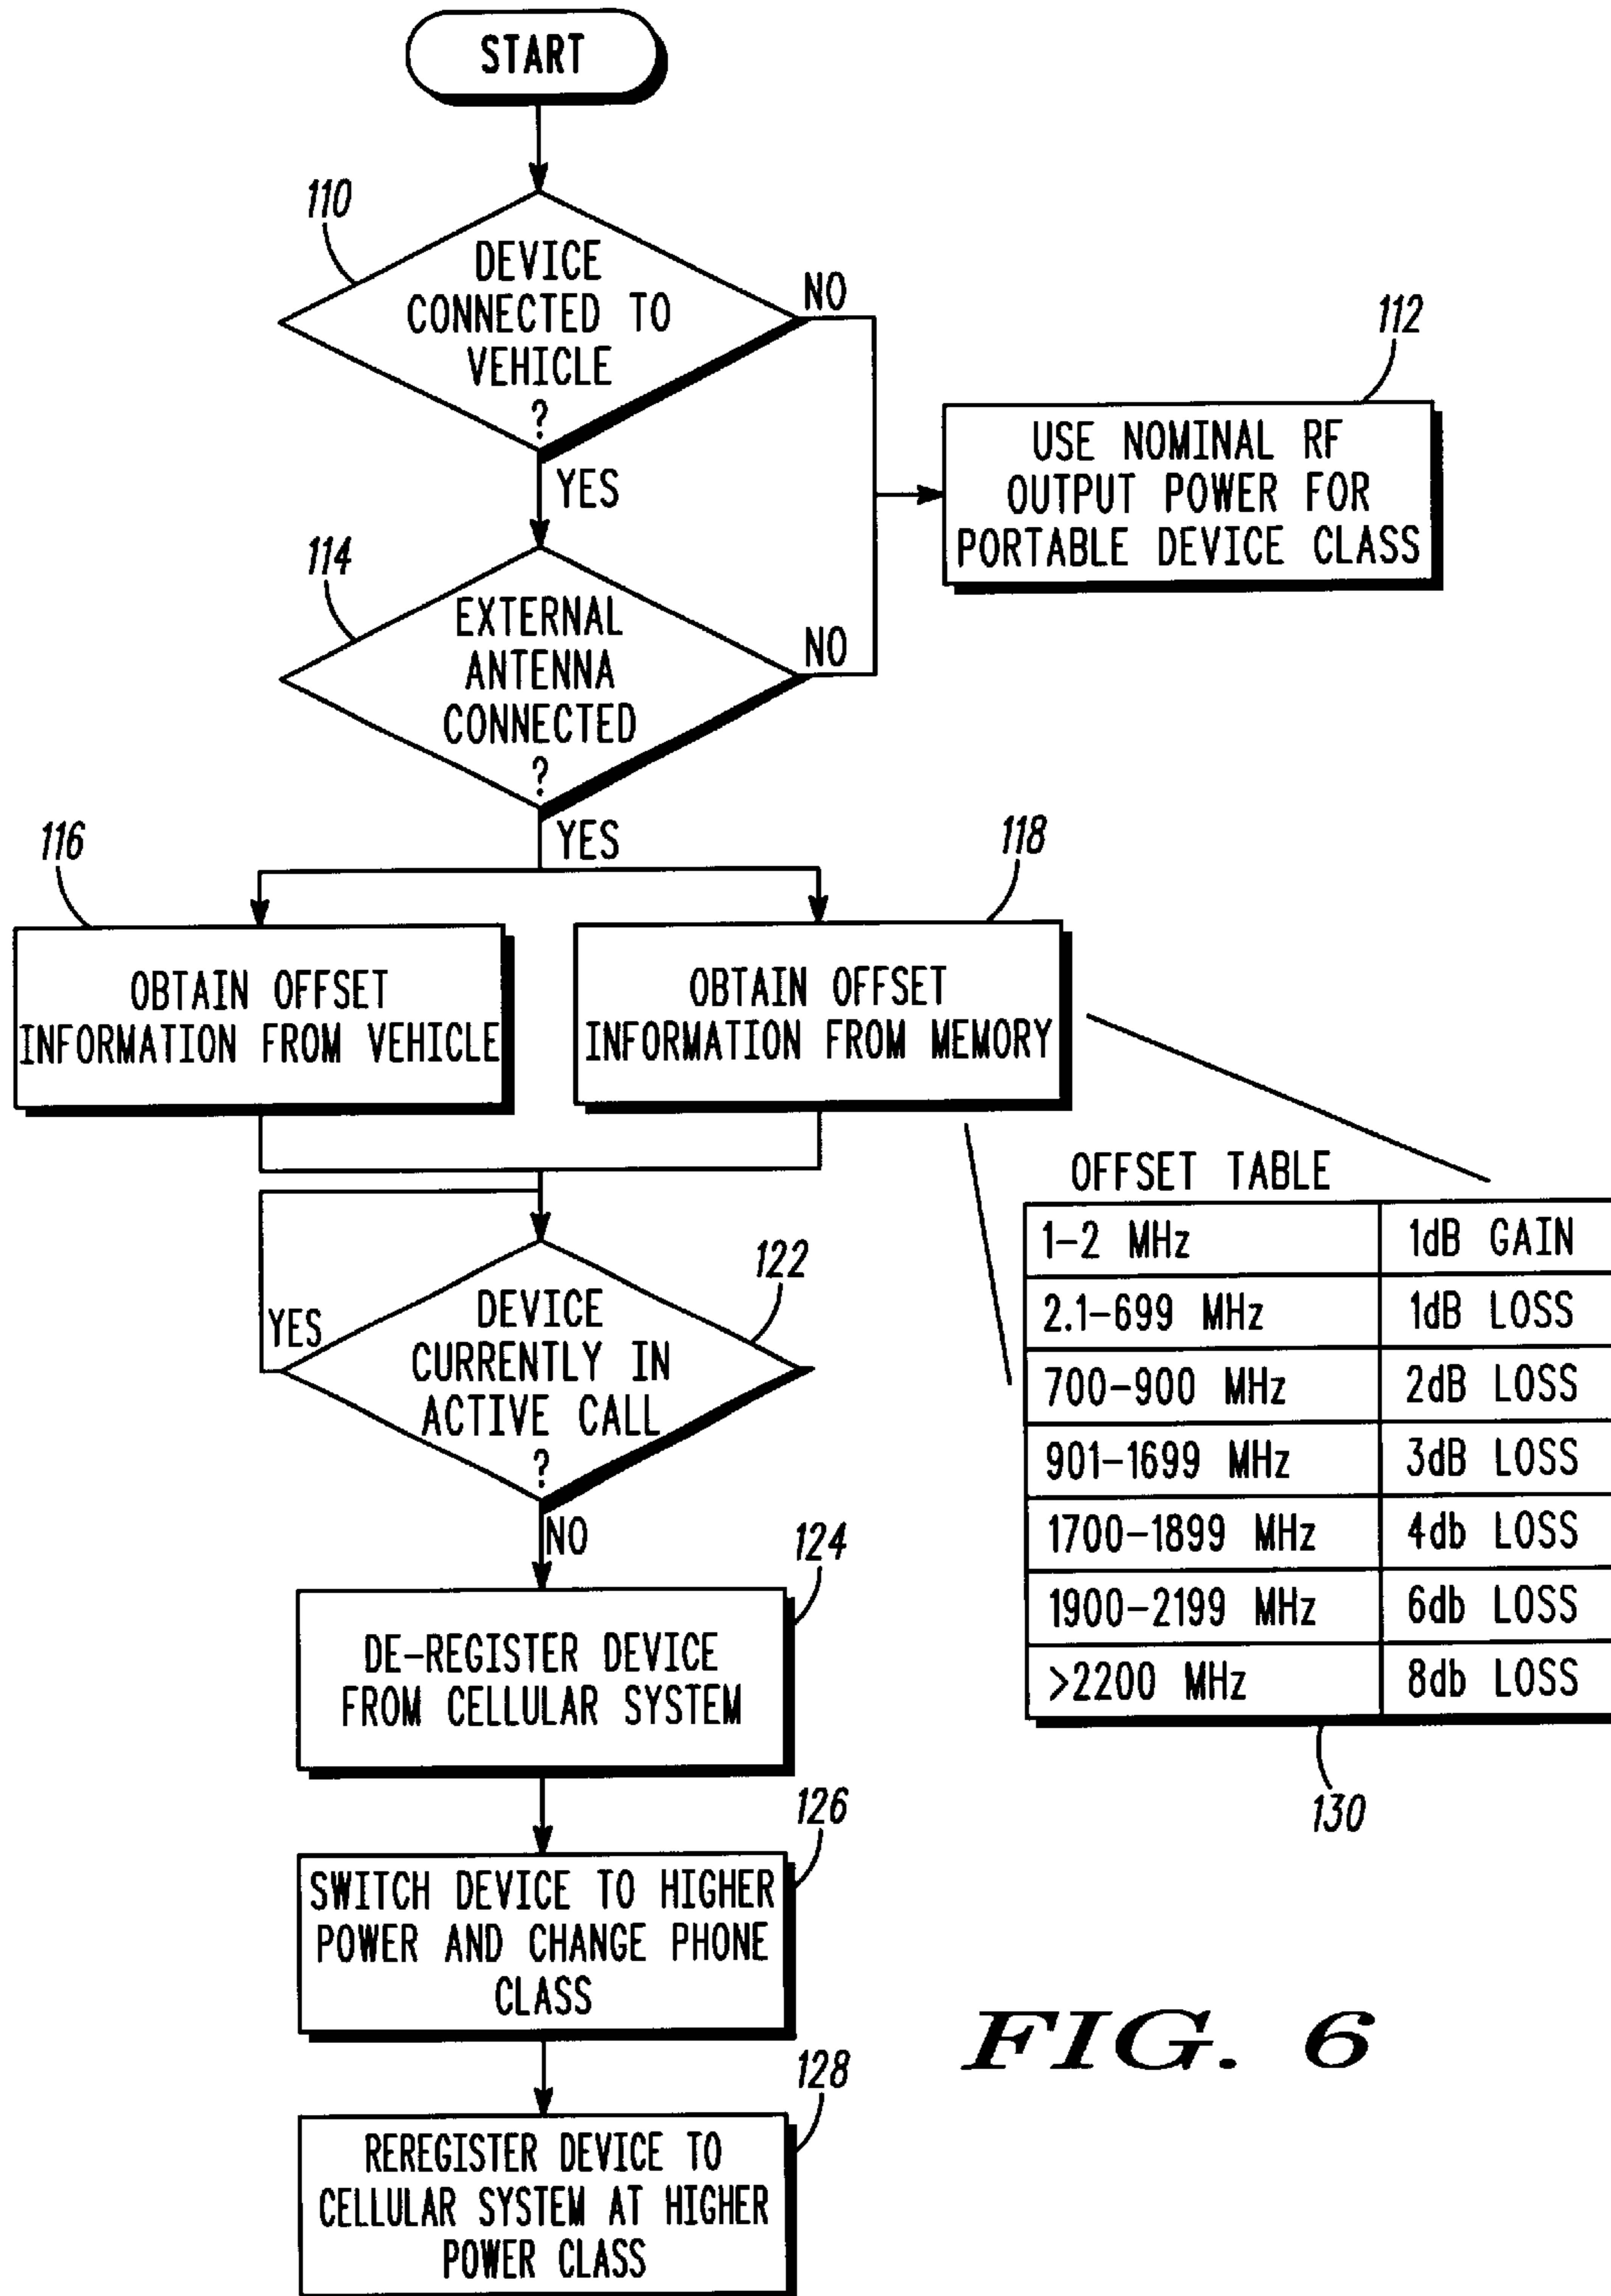 START
110
DEVICE
CONNECTED TO
VEHICLE
?
NO
YES
112
USE NOMINAL RF
OUTPUT POWER FOR
PORTABLE DEVICE CLASS
114
EXTERNAL
ANTENNA
CONNECTED
?
NO
YES
116
OBTAIN OFFSET
INFORMATION FROM VEHICLE
118
OBTAIN OFFSET
INFORMATION FROM MEMORY
OFFSET TABLE
1-2 MHz 1dB GAIN
2.1-699 MHz 1dB LOSS
700-900 MHz 2dB LOSS
901-1699 MHz 3dB LOSS
1700-1899 MHz 4db LOSS
1900-2199 MHz 6db LOSS
>2200 MHz 8db LOSS
130
122
DEVICE
CURRENTLY IN
ACTIVE CALL
?
YES
NO
124
DE-REGISTER DEVICE
FROM CELLULAR SYSTEM
126
SWITCH DEVICE TO HIGHER
POWER AND CHANGE PHONE
CLASS
128
REREGISTER DEVICE TO
CELLULAR SYSTEM AT HIGHER
POWER CLASS
FIG. 6